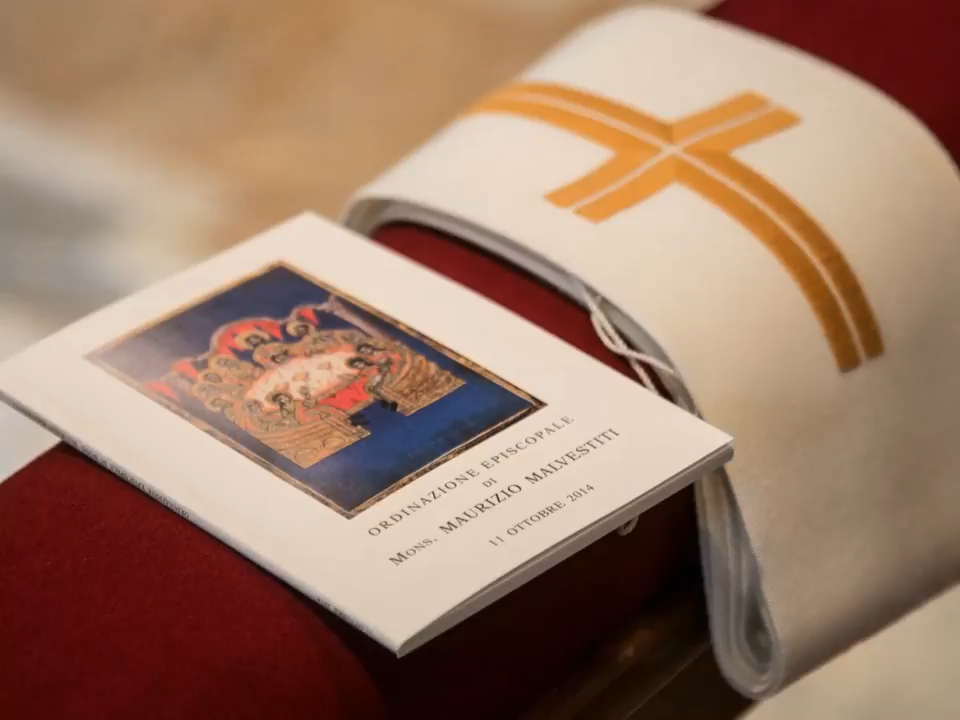 ORDINAZIONE EPISCOPALE
DI
MONS. MAURIZIO MALVESTITI
11 OTTOBRE 2014